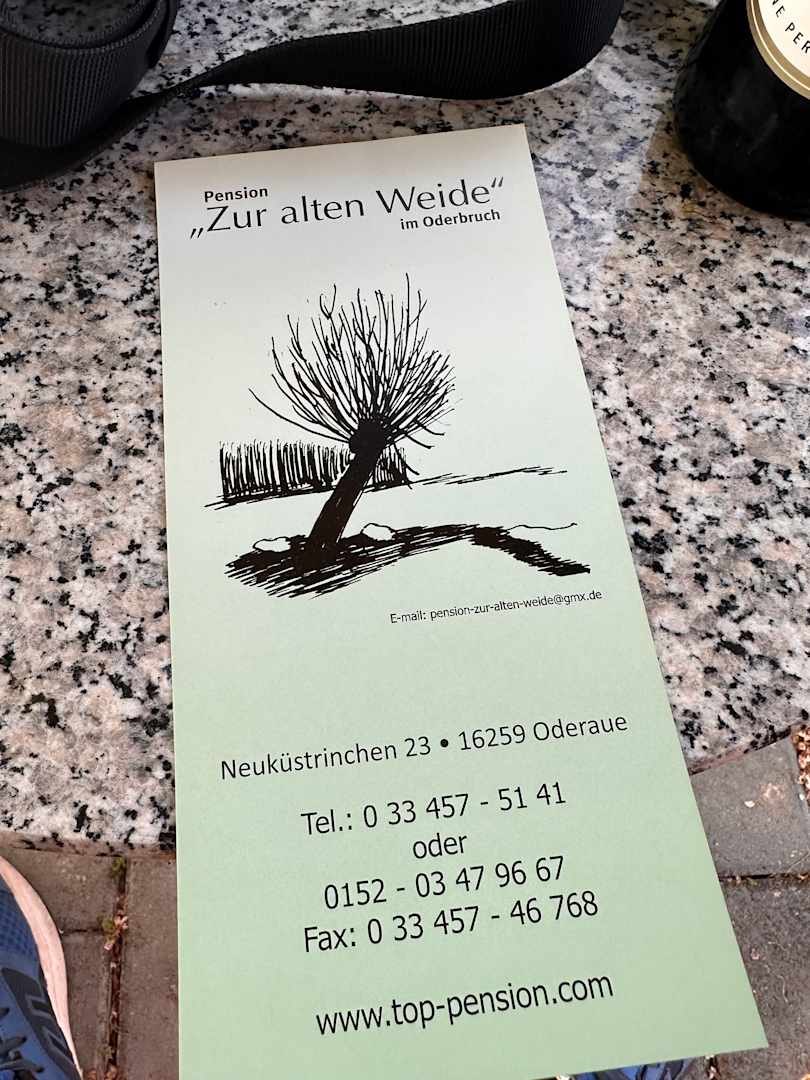 Pension
„Zur alten Weide“
im Oderbruch
E-mail: pension-zur-alten-weide@gmx.de
Neuküstrinchen 23 • 16259 Oderaue
Tel.: 0 33 457 - 51 41
oder
0152 - 03 47 96 67
Fax: 0 33 457 - 46 768
www.top-pension.com